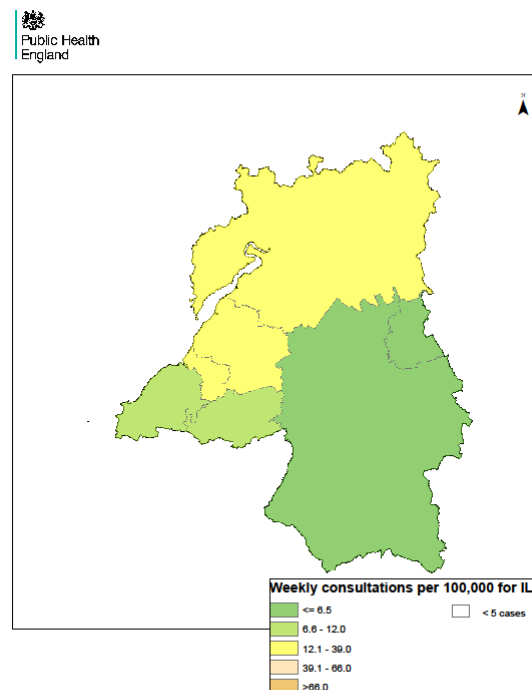 Public Health
England
N
Weekly consultations per 100,000 for IL
<= 6.5
< 5 cases
6.6 - 12.0
12.1 - 39.0
39.1 - 66.0
>66.0